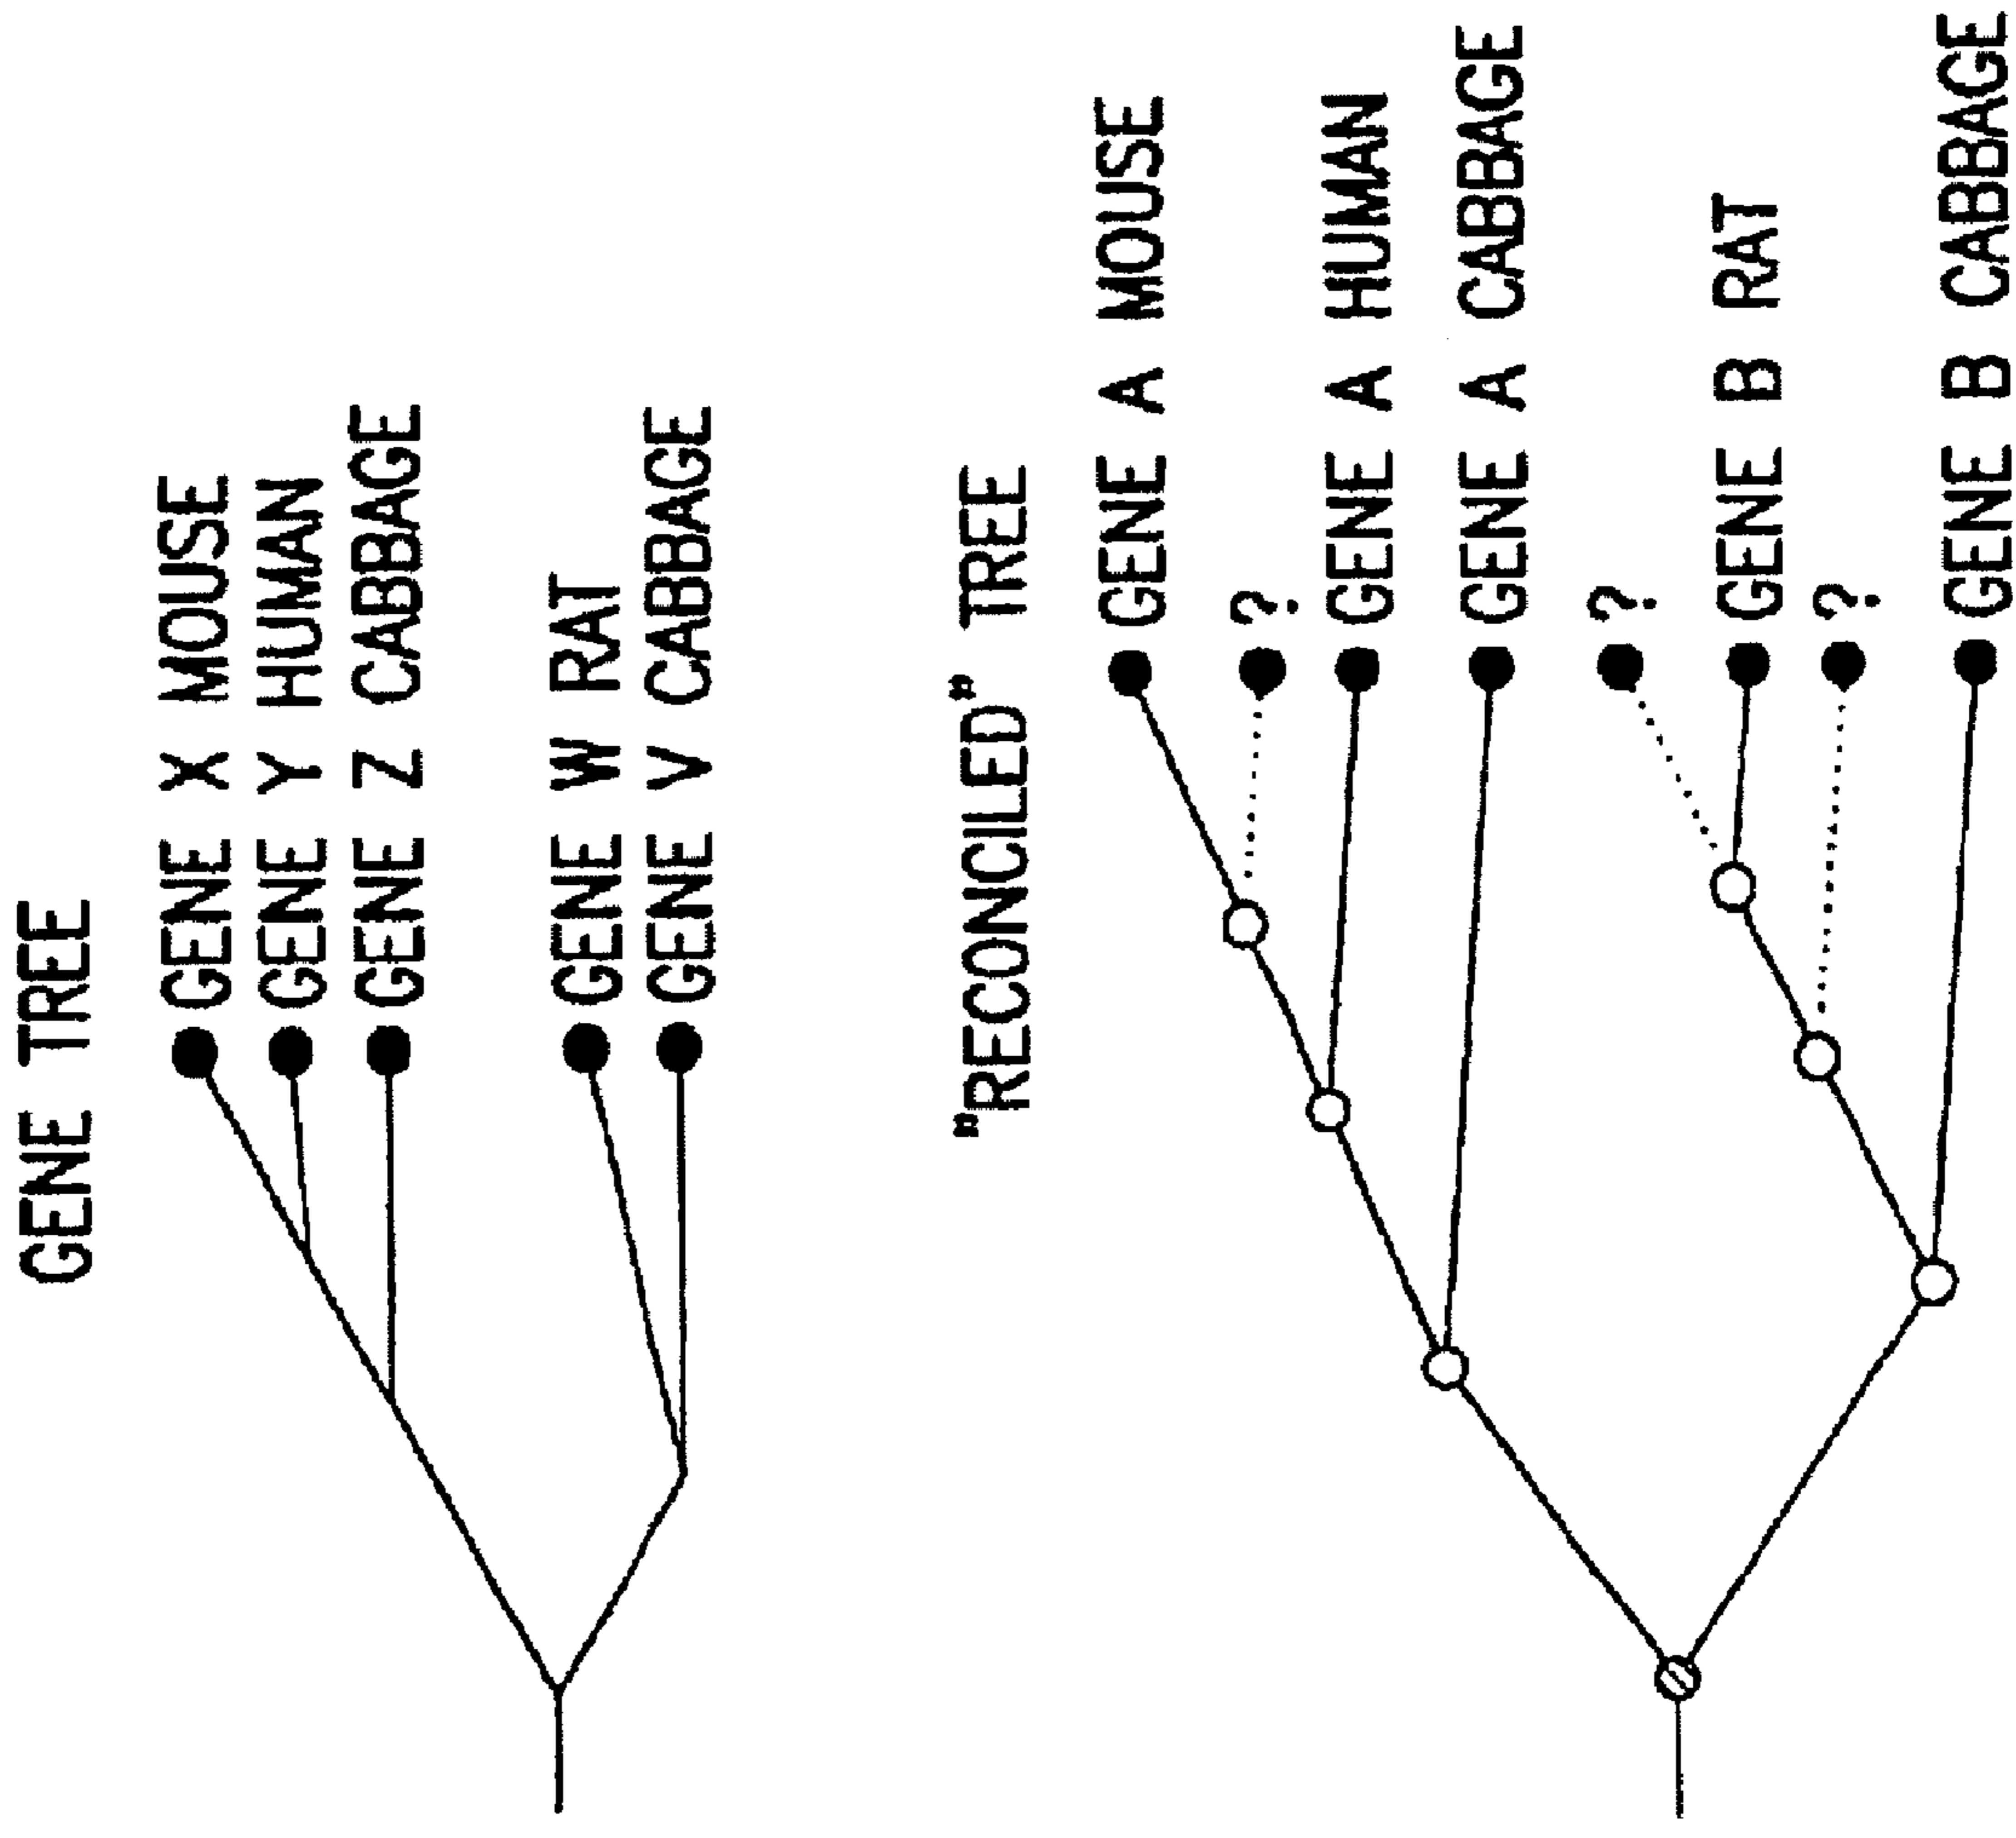 GENE TREE
GENE X MOUSE
GENE Y HUMAN
GENE Z CABBAGE
GENE W RAT
GENE V CABBAGE
"RECONCILED" TREE
GENE A MOUSE
?
GENE A HUMAN
GENE A CABBAGE
?
GENE B RAT
?
GENE B CABBAGE